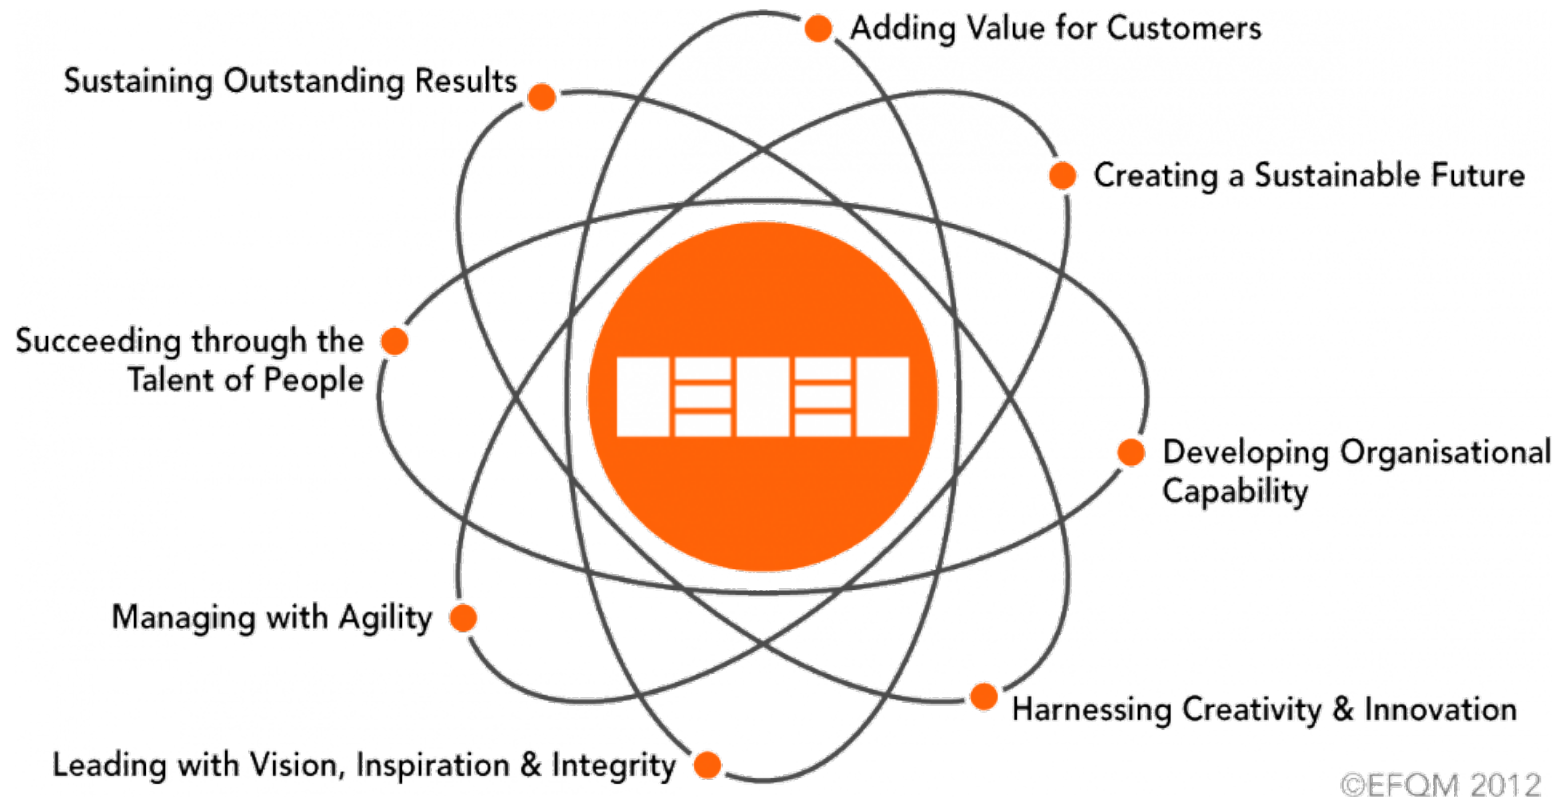 Adding Value for Customers
Sustaining Outstanding Results
Creating a Sustainable Future
Succeeding through the
Talent of People
Developing Organisational
Capability
Managing with Agility
Harnessing Creativity & Innovation
Leading with Vision, Inspiration & Integrity
©EFQM 2012